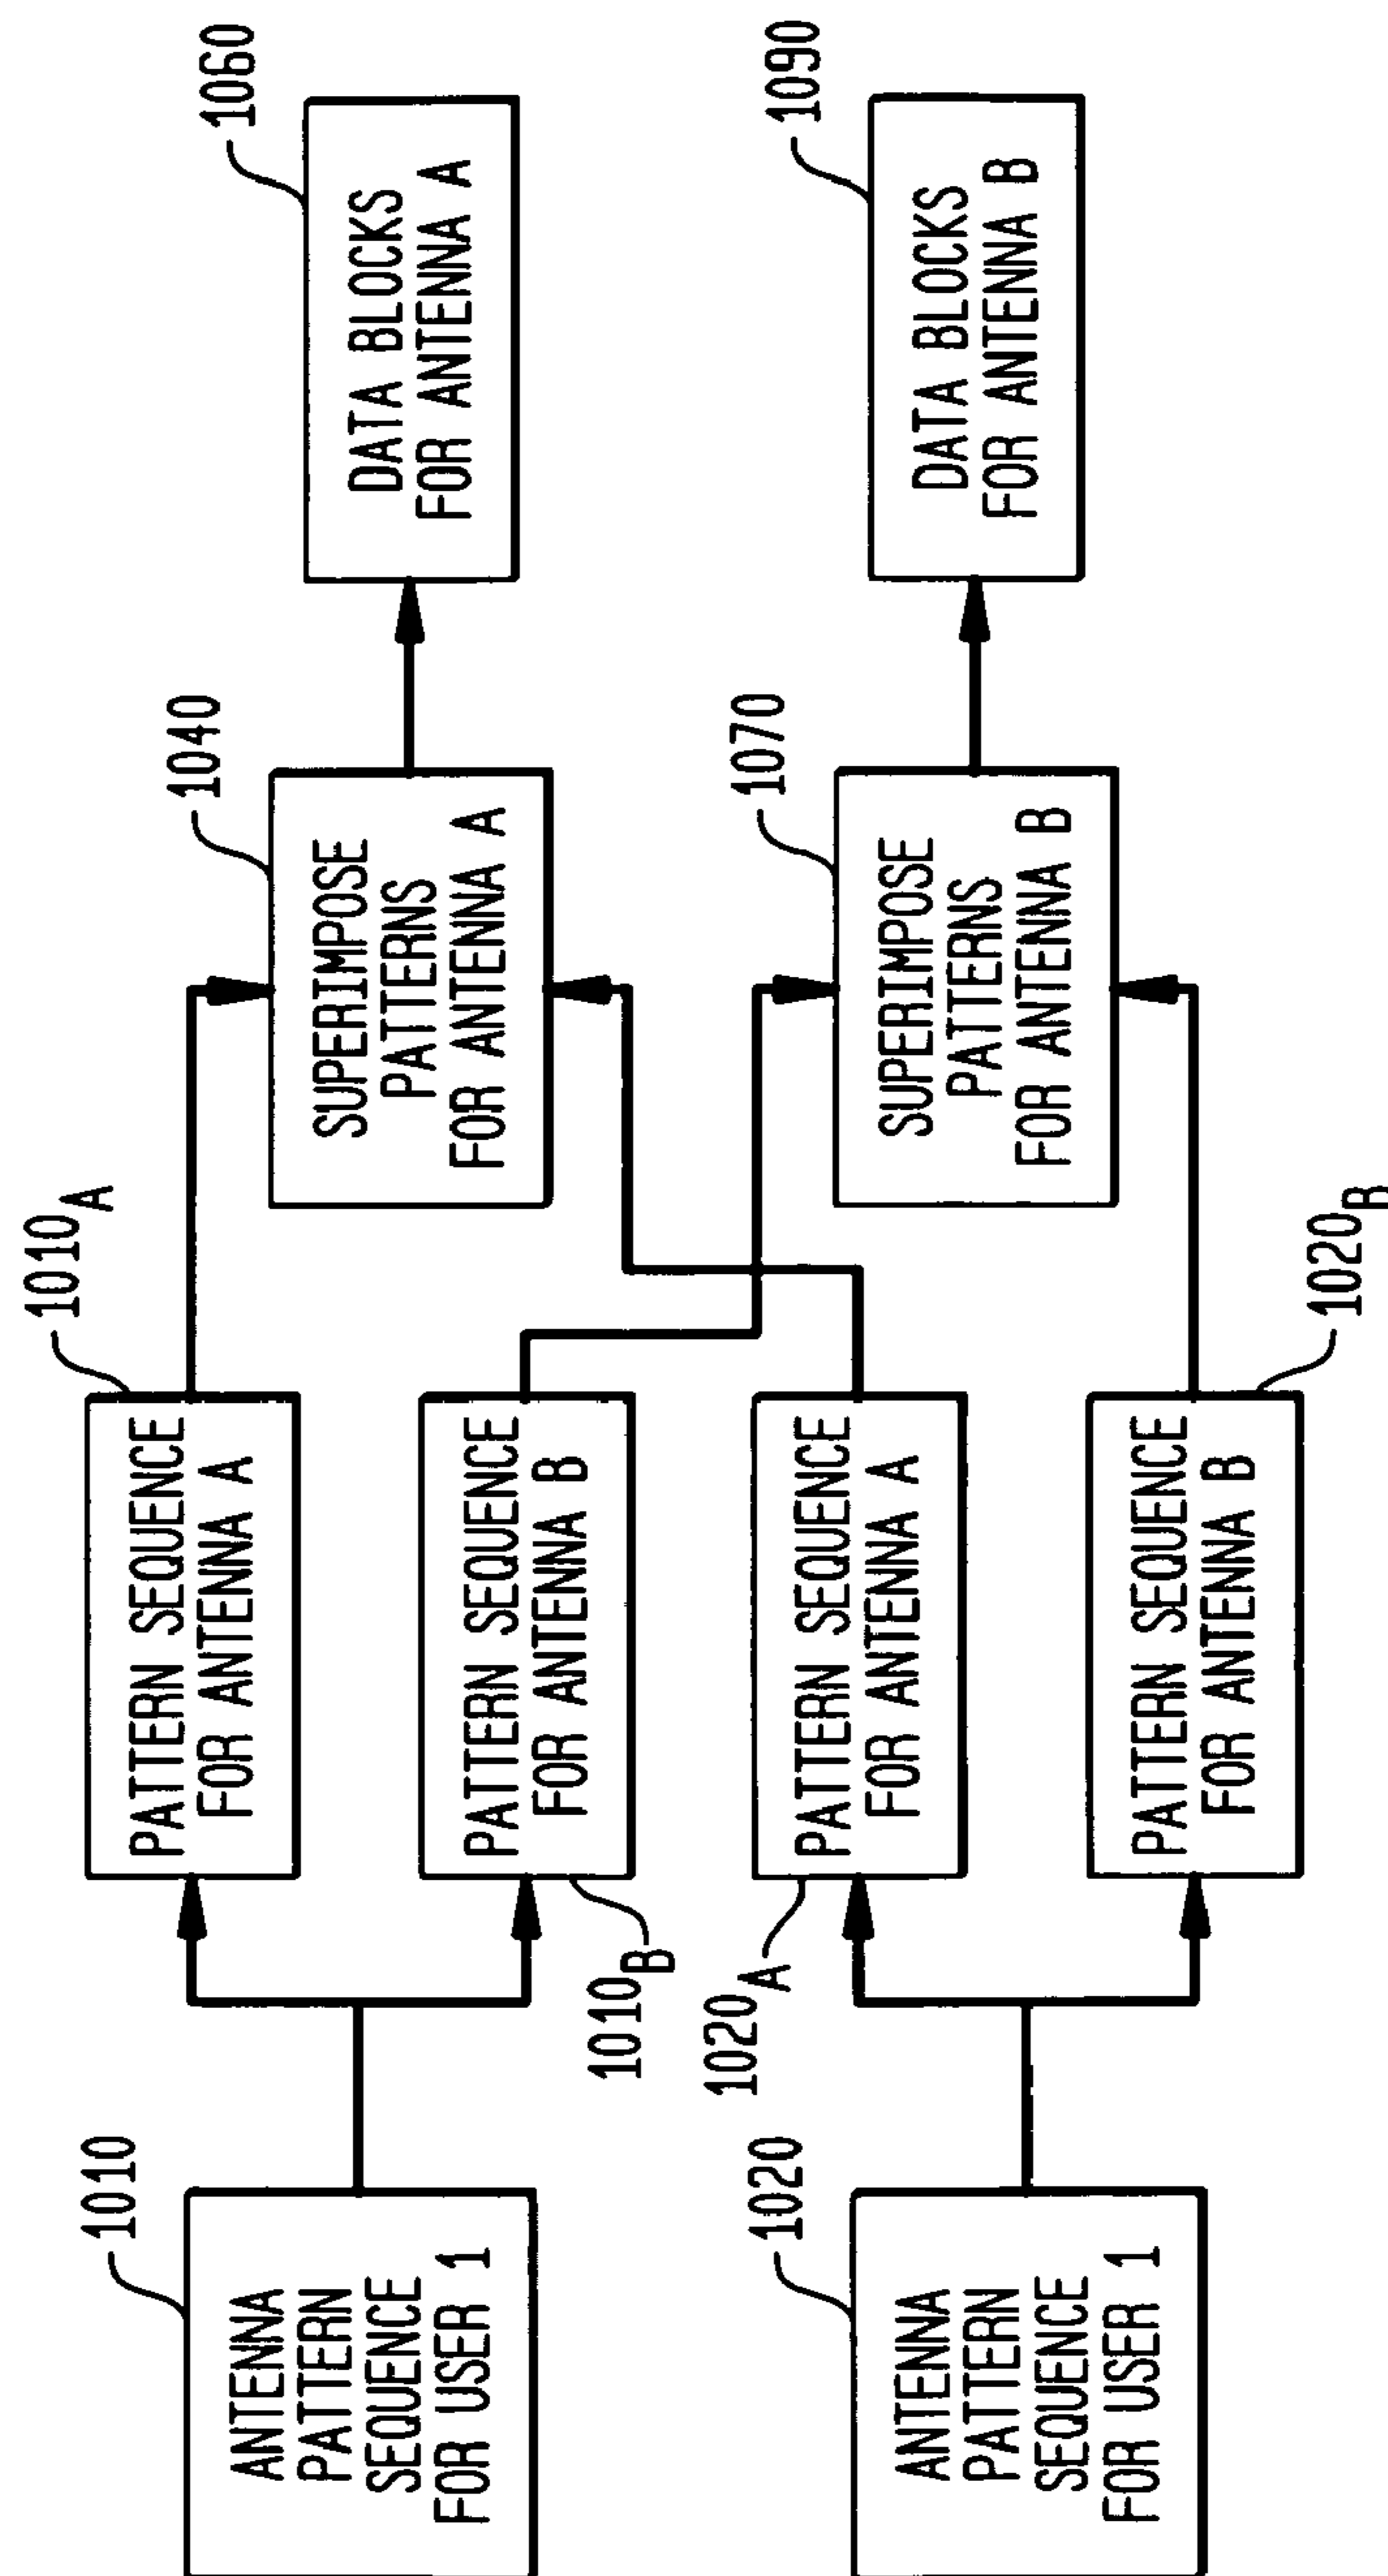 1010
ANTENNA
PATTERN
SEQUENCE
FOR USER 1
1010A
PATTERN SEQUENCE
FOR ANTENNA A
1010B
PATTERN SEQUENCE
FOR ANTENNA B
1040
SUPERIMPOSE
PATTERNS
FOR ANTENNA A
1060
DATA BLOCKS
FOR ANTENNA A
1020
ANTENNA
PATTERN
SEQUENCE
FOR USER 1
1020A
PATTERN SEQUENCE
FOR ANTENNA A
1020B
PATTERN SEQUENCE
FOR ANTENNA B
1070
SUPERIMPOSE
PATTERNS
FOR ANTENNA B
1090
DATA BLOCKS
FOR ANTENNA B